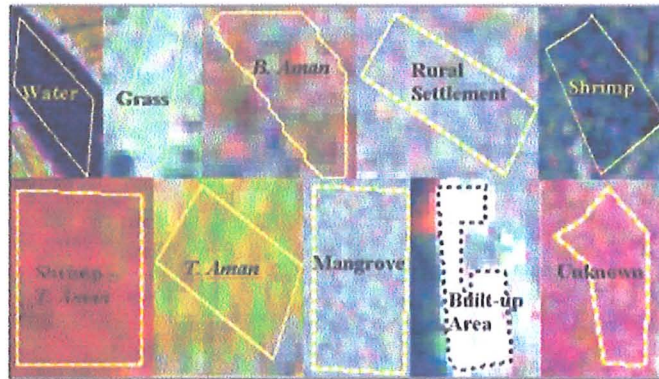 Water
Grass
B. Aman
Rural
Settlement
Shrimp
Shrimp -
T. Aman
T. Aman
Mangrove
Built-up
Area
Unknown